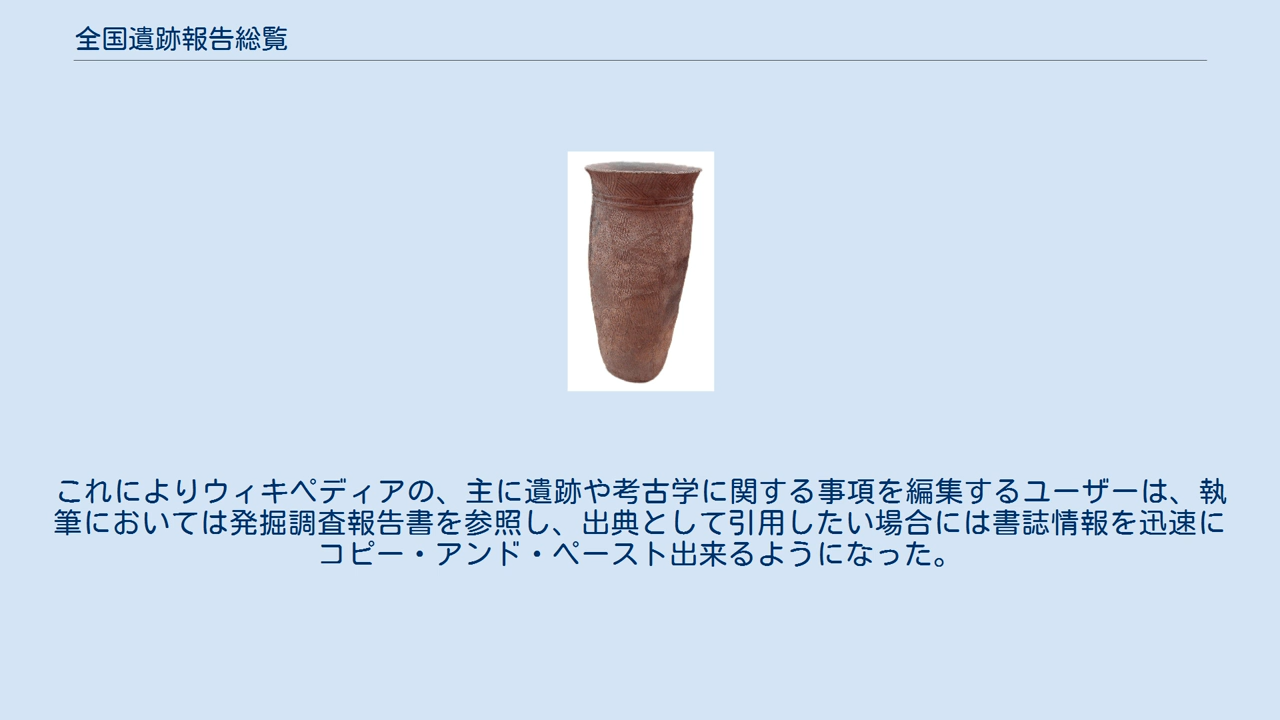 全国遺跡報告総覧
これによりウィキペディアの、主に遺跡や考古学に関する事項を編集するユーザーは、執
筆においては発掘調査報告書を参照し、出典として引用したい場合には書誌情報を迅速に
コピー・アンド・ペースト出来るようになった。